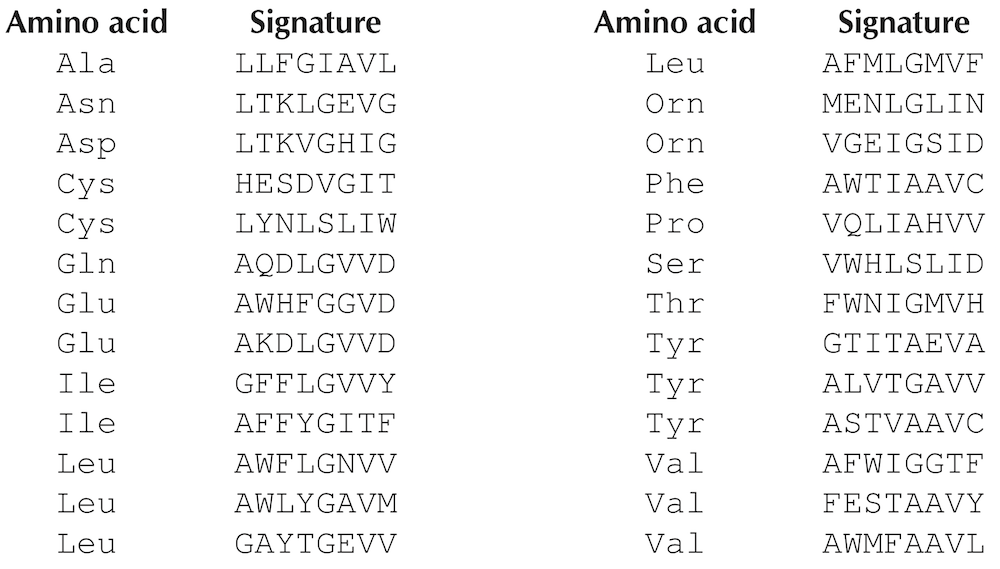 Amino acid Signature Amino acid Signature
Ala LLFGIAVL Leu AFMLGMVF
Asn LTKLGEVG Orn MENLGLIN
Asp LTKVGHIG Orn VGEIGSID
Cys HESDVGIT Phe AWTIAAVC
Cys LYNLSLIW Pro VQLIAHVV
Gln AQDLGVVD Ser VWHLSLID
Glu AWHFGGVD Thr FWNIGMVH
Glu AKDLGVVD Tyr GTITAEVA
Ile GFFLGVVY Tyr ALVTGAVV
Ile AFFYGITF Tyr ASTVAAVC
Leu AWFLGNVV Val AFWIGGTF
Leu AWLYGAVM Val FESTAAVY
Leu GAYTGEVV Val AWMFAAVL